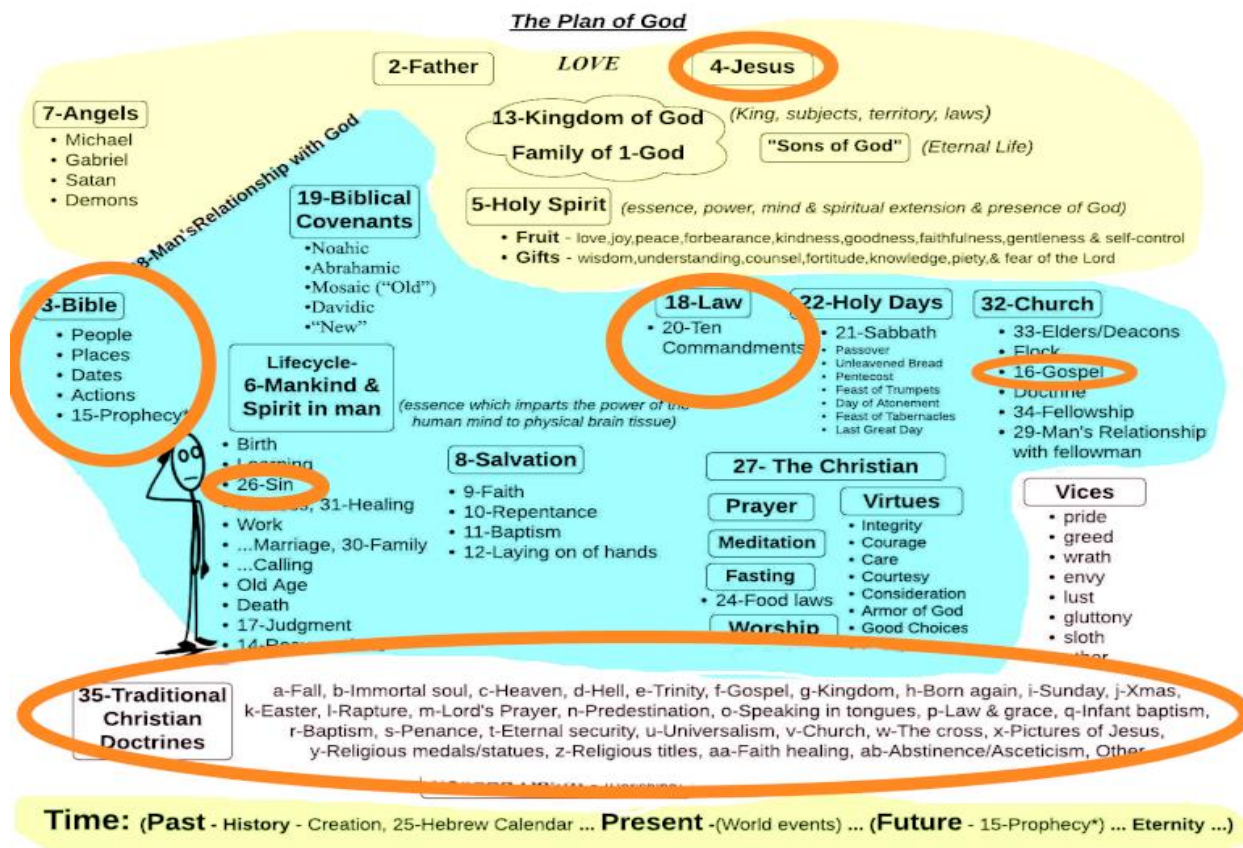 The Plan of God
2-Father
LOVE
4-Jesus
7-Angels
• Michael
• Gabriel
• Satan
• Demons
13-Kingdom of God
Family of 1-God
(King, subjects, territory, laws)
"Sons of God"
(Eternal Life)
8-Man'sRelationship with God
19-Biblical
Covenants
•Noahic
•Abrahamic
•Mosaic (“Old”)
•Davidic
•“New”
5-Holy Spirit
(essence, power, mind & spiritual extension & presence of God)
• Fruit - love,joy,peace,forbearance,kindness,goodness,faithfulness,gentleness & self-control
• Gifts - wisdom,understanding,counsel,fortitude,knowledge,piety,& fear of the Lord
3-Bible
• People
• Places
• Dates
• Actions
• 15-Prophecy*
Lifecycle-
6-Mankind &
Spirit in man
(essence which imparts the power of the
human mind to physical brain tissue)
• Birth
• Learning
• 26-Sin
31-Healing
• Work
• ...Marriage, 30-Family
• ...Calling
• Old Age
• Death
• 17-Judgment
8-Salvation
• 9-Faith
• 10-Repentance
• 11-Baptism
• 12-Laying on of hands
18-Law
• 20-Ten
Commandments
22-Holy Days
• 21-Sabbath
• Passover
• Unleavened Bread
• Pentecost
• Feast of Trumpets
• Day of Atonement
• Feast of Tabernacles
• Last Great Day
32-Church
• 33-Elders/Deacons
• Flock
• 16-Gospel
• Doctrine
• 34-Fellowship
• 29-Man's Relationship
with fellowman
27- The Christian
Prayer
Meditation
Fasting
• 24-Food laws
Worship
Virtues
• Integrity
• Courage
• Care
• Courtesy
• Consideration
• Armor of God
• Good Choices
Vices
• pride
• greed
• wrath
• envy
• lust
• gluttony
• sloth
35-Traditional
Christian
Doctrines
a-Fall, b-Immortal soul, c-Heaven, d-Hell, e-Trinity, f-Gospel, g-Kingdom, h-Born again, i-Sunday, j-Xmas,
k-Easter, l-Rapture, m-Lord's Prayer, n-Predestination, o-Speaking in tongues, p-Law & grace, q-Infant baptism,
r-Baptism, s-Penance, t-Eternal security, u-Universalism, v-Church, w-The cross, x-Pictures of Jesus,
y-Religious medals/statues, z-Religious titles, aa-Faith healing, ab-Abstinence/Asceticism, Other
Time: (Past - History - Creation, 25-Hebrew Calendar ... Present -(World events) ... (Future - 15-Prophecy*) ... Eternity ...)